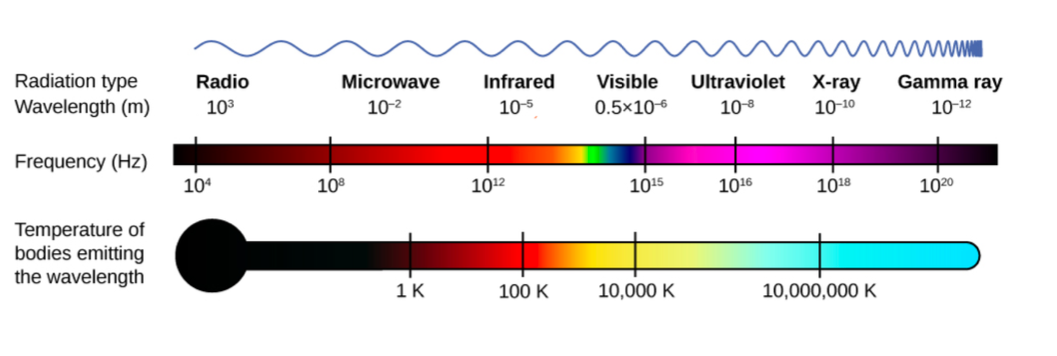 Radiation type Radio Microwave Infrared Visible Ultraviolet X-ray Gamma ray
Wavelength (m) 10³ 10⁻² 10⁻⁵ 0.5×10⁻⁶ 10⁻⁸ 10⁻¹⁰ 10⁻¹²
Frequency (Hz)
10⁴ 10⁸ 10¹² 10¹⁵ 10¹⁶ 10¹⁸ 10²⁰
Temperature of
bodies emitting
the wavelength
1 K 100 K 10,000 K 10,000,000 K